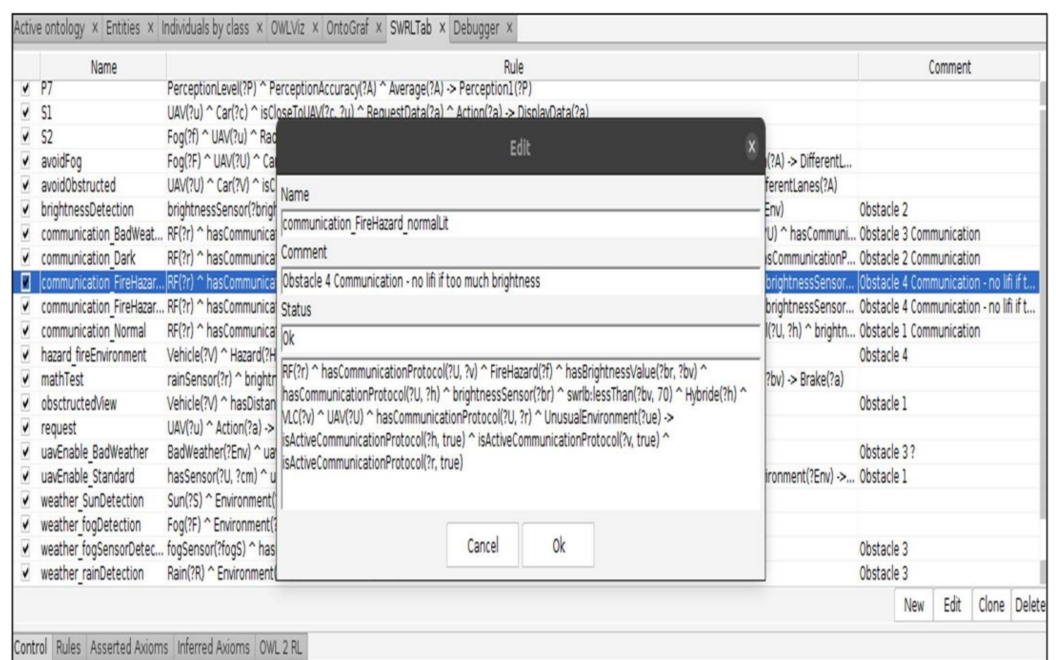 Active ontology × Entities × Individuals by class × OWLViz × OntoGraf × SWRLTab × Debugger ×
Name Rule Comment
P7 PerceptionLevel(?P) ^ PerceptionAccuracy(?A) ^ Average(?A) -> Perception1(?P)
S1 UAV(?u) ^ Car(?c) ^ isCloseToUAV(?c, ?u) ^ RequestData(?a) ^ Action(?a) -> DisplayData(?a)
S2 Fog(?f) ^ UAV(?u) ^ Rad
avoidFog Fog(?F) ^ UAV(?U) ^ Ca (?A) -> DifferentL...
avoidObstructed UAV(?U) ^ Car(?V) ^ isC ferentLanes(?A)
brightnessDetection brightnessSensor(?brigh Env) Obstacle 2
communication_BadWeat... RF(?r) ^ hasCommunica U) ^ hasCommuni... Obstacle 3 Communication
communication_Dark RF(?r) ^ hasCommunica sCommunicationP... Obstacle 2 Communication
communication_FireHazar... RF(?r) ^ hasCommunica brightnessSensor... Obstacle 4 Communication - no lifi if t...
communication_FireHazar... RF(?r) ^ hasCommunica brightnessSensor... Obstacle 4 Communication - no lifi if t...
communication_Normal RF(?r) ^ hasCommunica (?U, ?h) ^ brightn... Obstacle 1 Communication
hazard_fireEnvironment Vehicle(?V) ^ Hazard(?H Obstacle 4
mathTest rainSensor(?r) ^ brightn ?bv) -> Brake(?a)
obsctructedView Vehicle(?V) ^ hasDistan Obstacle 1
request UAV(?u) ^ Action(?a) ->
uavEnable_BadWeather BadWeather(?Env) ^ ua Obstacle 3 ?
uavEnable_Standard hasSensor(?U, ?cm) ^ u ironment(?Env) ->... Obstacle 1
weather_SunDetection Sun(?S) ^ Environment(
weather_fogDetection Fog(?F) ^ Environment(?
weather_fogSensorDetec... fogSensor(?fogS) ^ has Obstacle 3
weather_rainDetection Rain(?R) ^ Environment( Obstacle 3
Edit x
Name
communication_FireHazard_normalLit
Comment
Obstacle 4 Communication - no lifi if too much brightness
Status
Ok
RF(?r) ^ hasCommunicationProtocol(?U, ?v) ^ FireHazard(?f) ^ hasBrightnessValue(?br, ?bv) ^
hasCommunicationProtocol(?U, ?h) ^ brightnessSensor(?br) ^ swrlb:lessThan(?bv, 70) ^ Hybride(?h) ^
VLC(?v) ^ UAV(?U) ^ hasCommunicationProtocol(?U, ?r) ^ UnusualEnvironment(?ue) ->
isActiveCommunicationProtocol(?h, true) ^ isActiveCommunicationProtocol(?v, true) ^
isActiveCommunicationProtocol(?r, true)
Cancel Ok
New Edit Clone Delete
Control Rules Asserted Axioms Inferred Axioms OWL 2 RL